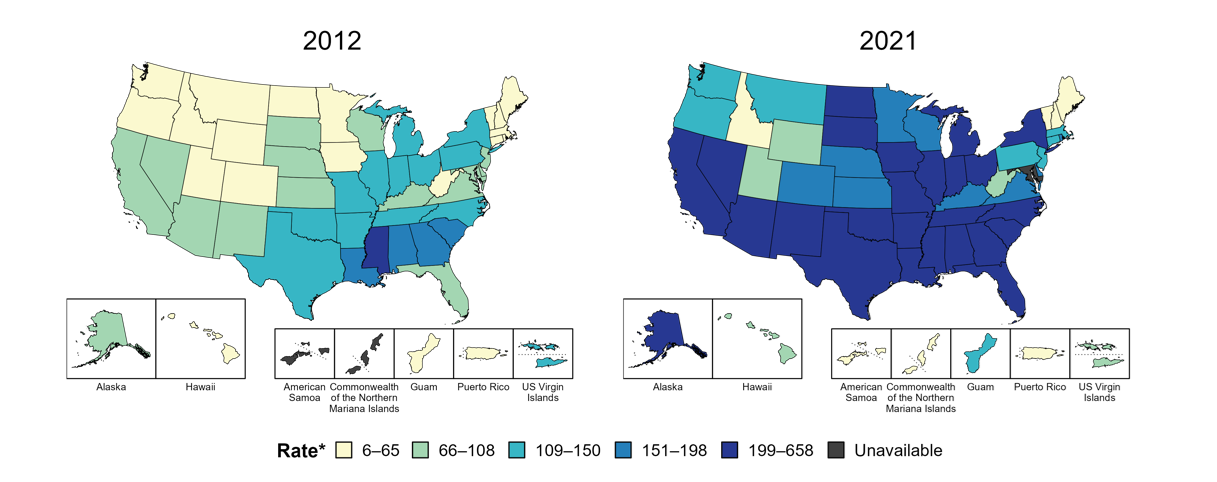 2012
2021
Alaska
Hawaii
American
Samoa
Commonwealth
of the Northern
Mariana Islands
Guam
Puerto Rico
US Virgin
Islands
Alaska
Hawaii
American
Samoa
Commonwealth
of the Northern
Mariana Islands
Guam
Puerto Rico
US Virgin
Islands
Rate* 6–65 66–108 109–150 151–198 199–658 Unavailable